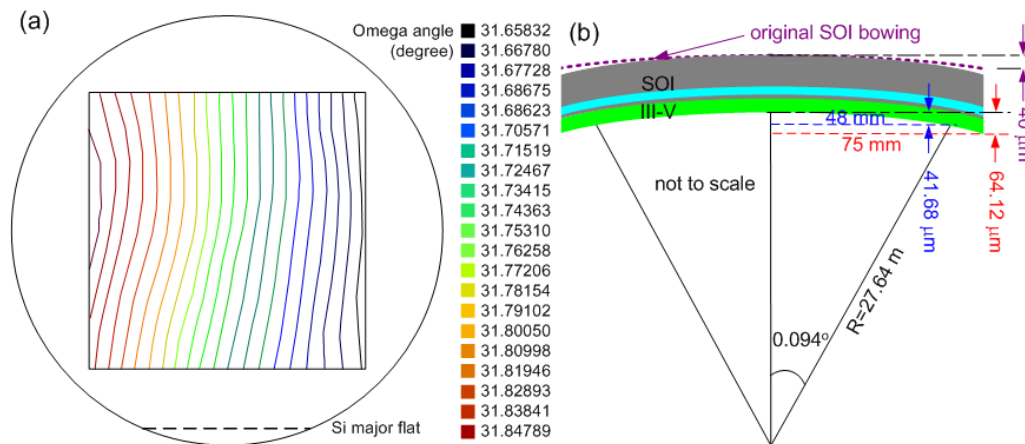 (a)
Omega angle
(degree)
31.65832
31.66780
31.67728
31.68675
31.68623
31.70571
31.71519
31.72467
31.73415
31.74363
31.75310
31.76258
31.77206
31.78154
31.79102
31.80050
31.80998
31.81946
31.82893
31.83841
31.84789
Si major flat
(b)
original SOI bowing
SOI
III-V
48 mm
75 mm
not to scale
41.68 μm
64.12 μm
R=27.64 m
0.094º